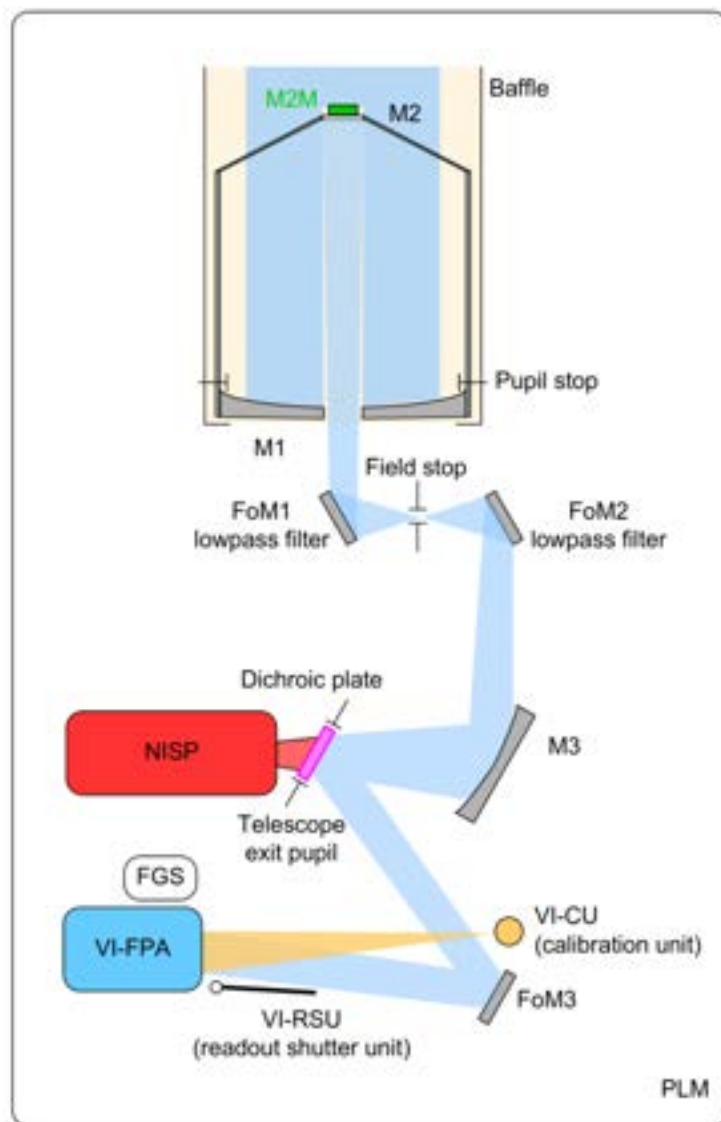 Baffle
M2M
M2
Pupil stop
M1
Field stop
FoM1
lowpass filter
FoM2
lowpass filter
Dichroic plate
NISP
M3
Telescope
exit pupil
FGS
VI-FPA
VI-CU
(calibration unit)
FoM3
VI-RSU
(readout shutter unit)
PLM